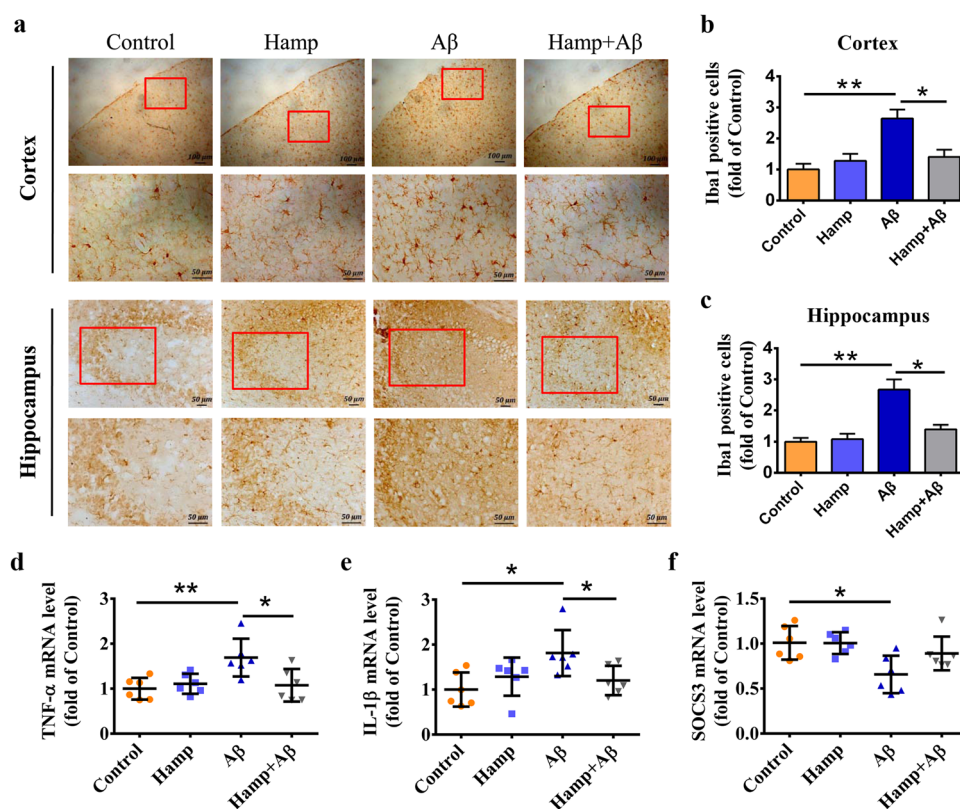 a
Control Hamp Aβ Hamp+Aβ
Cortex
100 μm 100 μm 100 μm 100 μm
50 μm 50 μm 50 μm 50 μm
Hippocampus
50 μm 50 μm 50 μm 50 μm
50 μm 50 μm 50 μm 50 μm
b
Cortex
Iba1 positive cells
(fold of Control)
4
3
2
1
0
** *
Control Hamp Aβ Hamp+Aβ
c
Hippocampus
Iba1 positive cells
(fold of Control)
4
3
2
1
0
** *
Control Hamp Aβ Hamp+Aβ
d
TNF-α mRNA level
(fold of Control)
3
2
1
0
** *
Control Hamp Aβ Hamp+Aβ
e
IL-1β mRNA level
(fold of Control)
3
2
1
0
* *
Control Hamp Aβ Hamp+Aβ
f
SOCS3 mRNA level
(fold of Control)
1.5
1.0
0.5
0.0
*
Control Hamp Aβ Hamp+Aβ